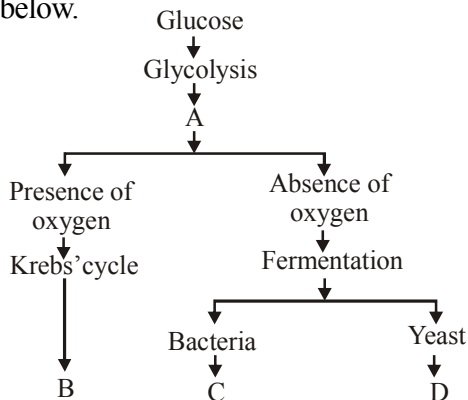 below.
Glucose
Glycolysis
A
Presence of
oxygen
Krebs'cycle
B
Absence of
oxygen
Fermentation
Bacteria
C
Yeast
D